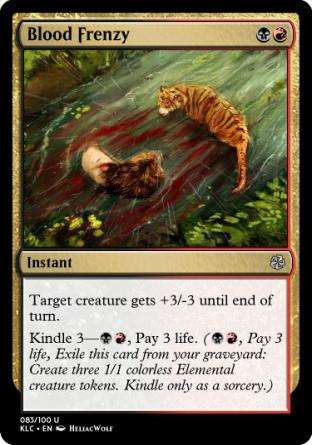 Blood Frenzy
Instant
Target creature gets +3/-3 until end of
turn.
Kindle 3—, Pay 3 life. (, Pay 3
life, Exile this card from your graveyard:
Create three 1/1 colorless Elemental
creature tokens. Kindle only as a sorcery.)
083/100 U
KLC • EN HeliacWolf